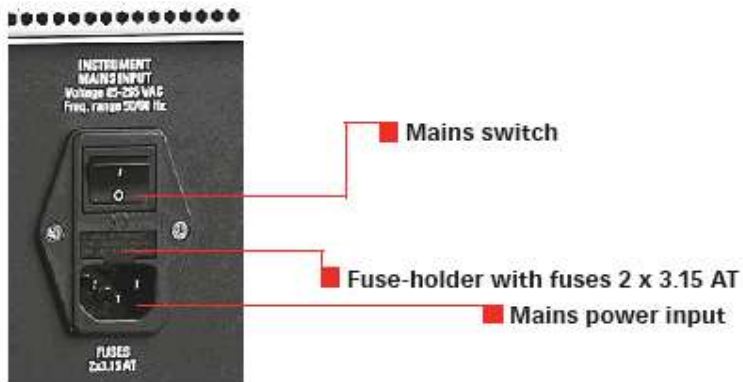 INSTRUMENT
MAINS INPUT
Voltage 85-265 VAC
Freq. range 50/60 Hz
Mains switch
I
O
Fuse-holder with fuses 2 x 3.15 AT
Mains power input
FUSES
2x3.15 AT